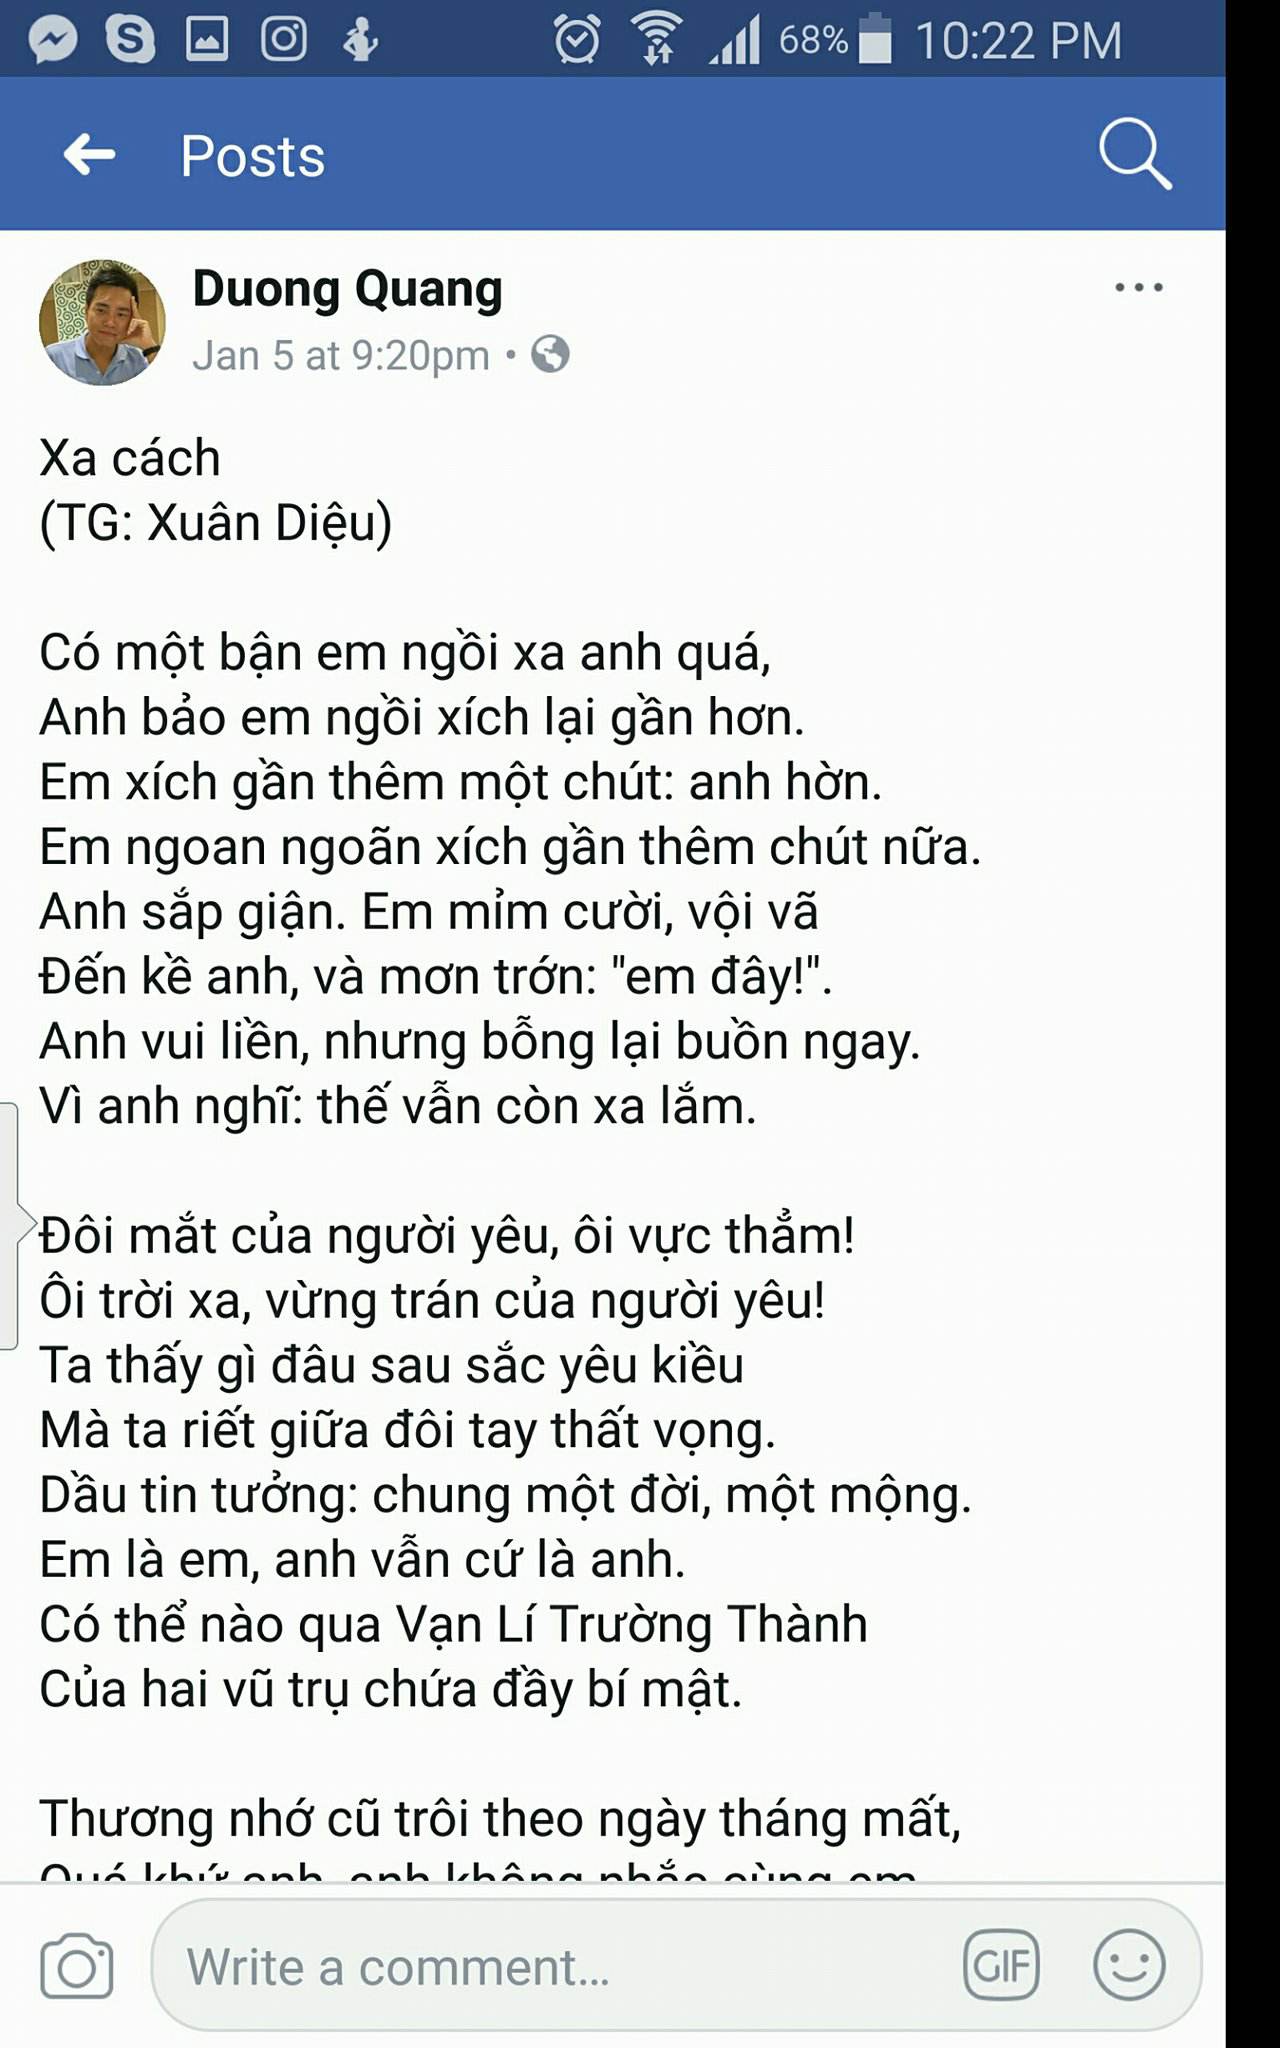 68% 10:22 PM
Posts
Duong Quang
Jan 5 at 9:20pm •
Xa cách
(TG: Xuân Diệu)
Có một bận em ngồi xa anh quá,
Anh bảo em ngồi xích lại gần hơn.
Em xích gần thêm một chút: anh hờn.
Em ngoan ngoãn xích gần thêm chút nữa.
Anh sắp giận. Em mỉm cười, vội vã
Đến kề anh, và mơn trớn: "em đây!".
Anh vui liền, nhưng bỗng lại buồn ngay.
Vì anh nghĩ: thế vẫn còn xa lắm.
Đôi mắt của người yêu, ôi vực thẳm!
Ôi trời xa, vừng trán của người yêu!
Ta thấy gì đâu sau sắc yêu kiều
Mà ta riết giữa đôi tay thất vọng.
Dầu tin tưởng: chung một đời, một mộng.
Em là em, anh vẫn cứ là anh.
Có thể nào qua Vạn Lí Trường Thành
Của hai vũ trụ chứa đầy bí mật.
Thương nhớ cũ trôi theo ngày tháng mất,
Quá khứ anh, anh không nhắc cùng em
Write a comment...
GIF